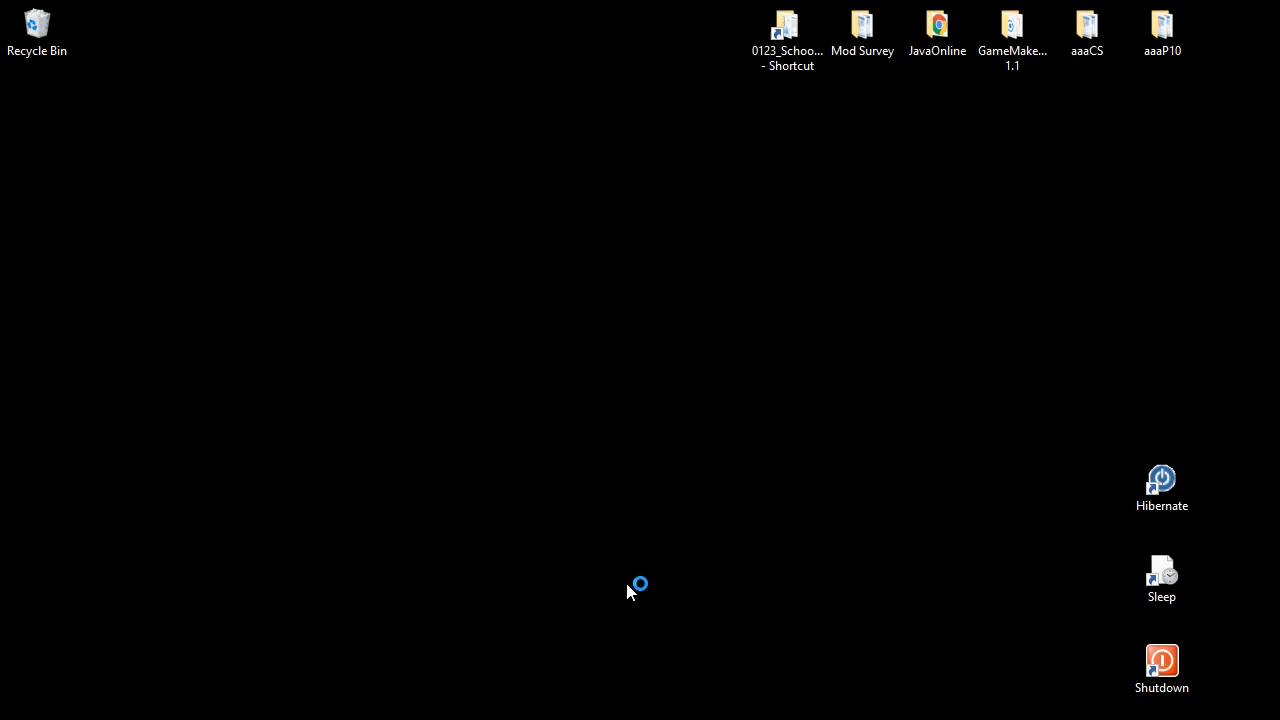 Recycle Bin
0123_Schoo...
- Shortcut
Mod Survey
JavaOnline
GameMake...
1.1
aaaCS
aaaP10
Hibernate
Sleep
Shutdown